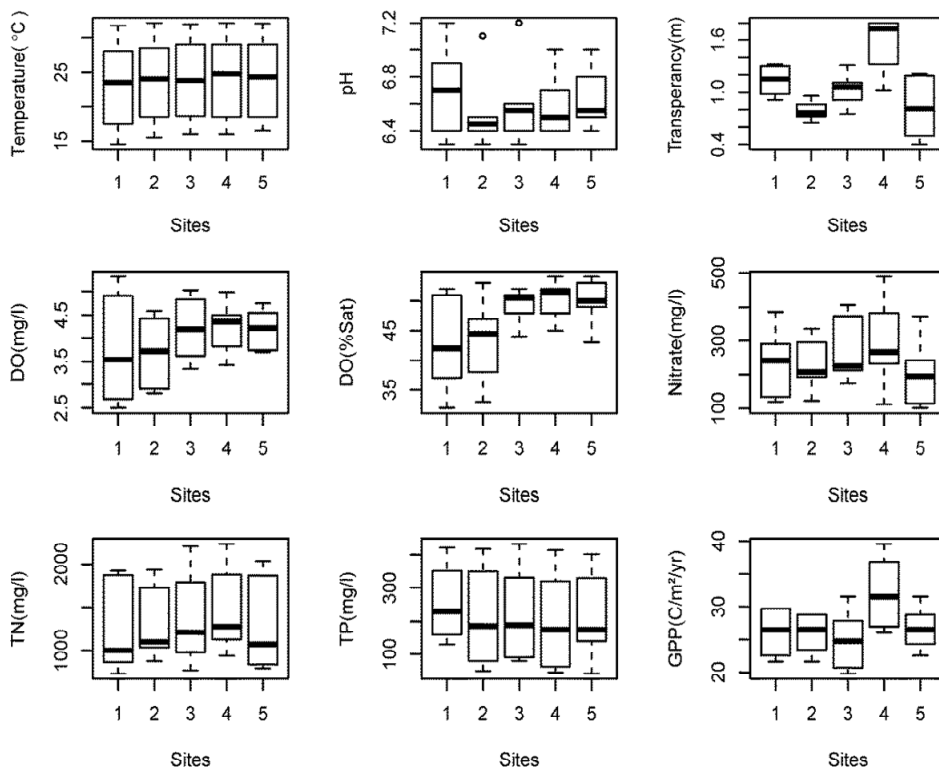 Temperature( °C)
15 25
1 2 3 4 5
Sites
pH
6.4 6.8 7.2
1 2 3 4 5
Sites
Transperancy(m)
0.4 1.0 1.6
1 2 3 4 5
Sites
DO(mg/l)
2.5 3.5 4.5
1 2 3 4 5
Sites
DO(%Sat)
35 45
1 2 3 4 5
Sites
Nitrate(mg/l)
100 300 500
1 2 3 4 5
Sites
TN(mg/l)
1000 2000
1 2 3 4 5
Sites
TP(mg/l)
100 300
1 2 3 4 5
Sites
GPP(C/m²/yr)
20 30 40
1 2 3 4 5
Sites